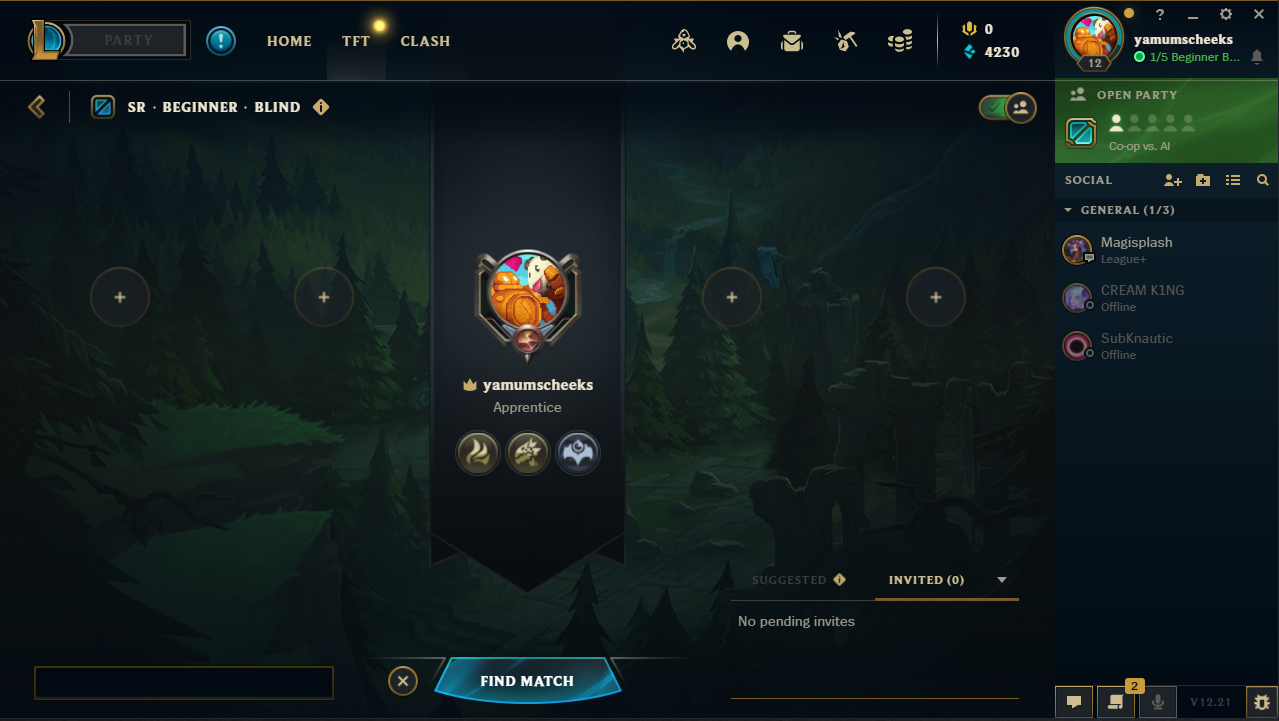 PARTY
HOME
TFT
CLASH
0
4230
?
yamumscheeks
12
1/5 Beginner B...
SR · BEGINNER · BLIND
OPEN PARTY
Co-op vs. AI
SOCIAL
GENERAL (1/3)
Magisplash
League+
CREAM K1NG
Offline
SubKnautic
Offline
yamumscheeks
Apprentice
SUGGESTED
INVITED (0)
No pending invites
FIND MATCH
2
V12.21